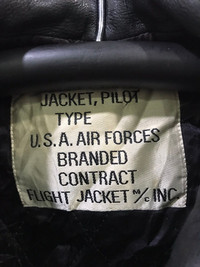 JACKET, PILOT
TYPE
U.S.A. AIR FORCES
BRANDED
CONTRACT
FLIGHT JACKET M/C INC.